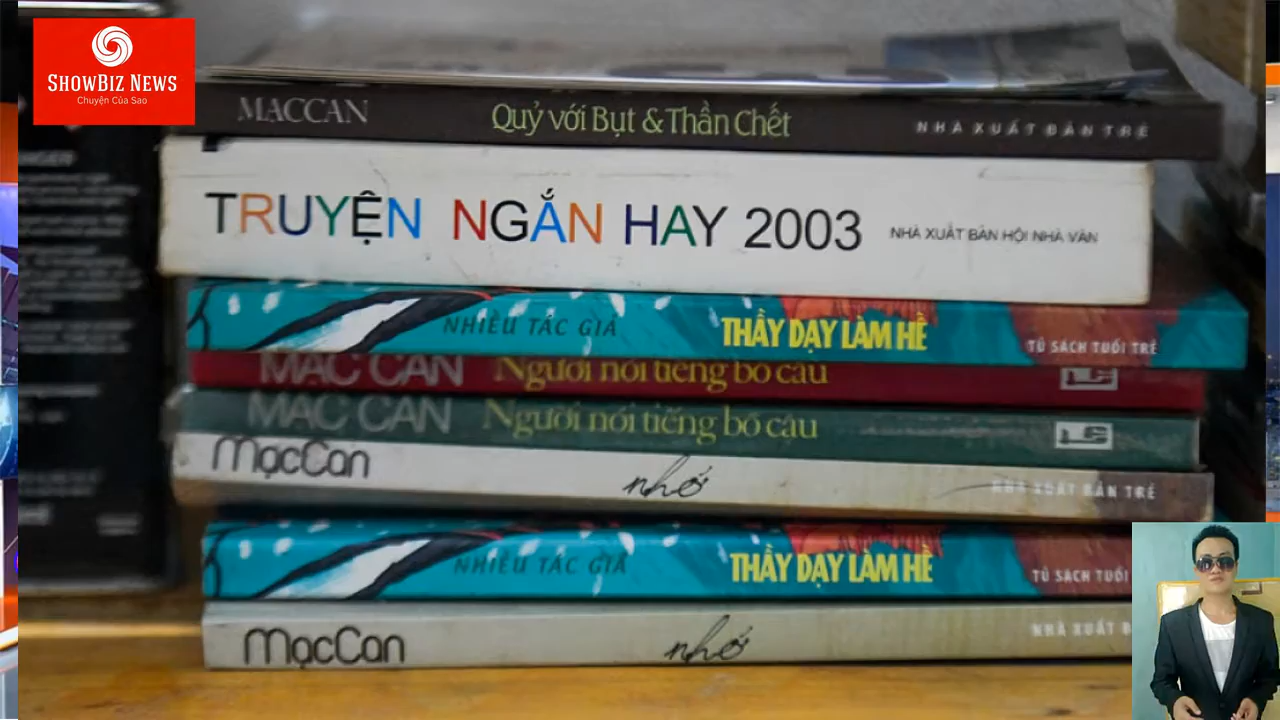 SHOWBIZ NEWS
Chuyện Của Sao
MACCAN Quỷ với Bụt & Thần Chết NHÀ XUẤT BẢN TRẺ
TRUYỆN NGẮN HAY 2003 NHÀ XUẤT BẢN HỘI NHÀ VĂN
NHIỀU TÁC GIẢ THẦY DẠY LÀM HỀ TỦ SÁCH TUỔI TRẺ
MẠC CAN Người nói tiếng bồ câu
MẠC CAN Người nói tiếng bồ câu
MạcCan nhớ NHÀ XUẤT BẢN TRẺ
NHIỀU TÁC GIẢ THẦY DẠY LÀM HỀ TỦ SÁCH TUỔI
MạcCan nhớ NHÀ XUẤT B